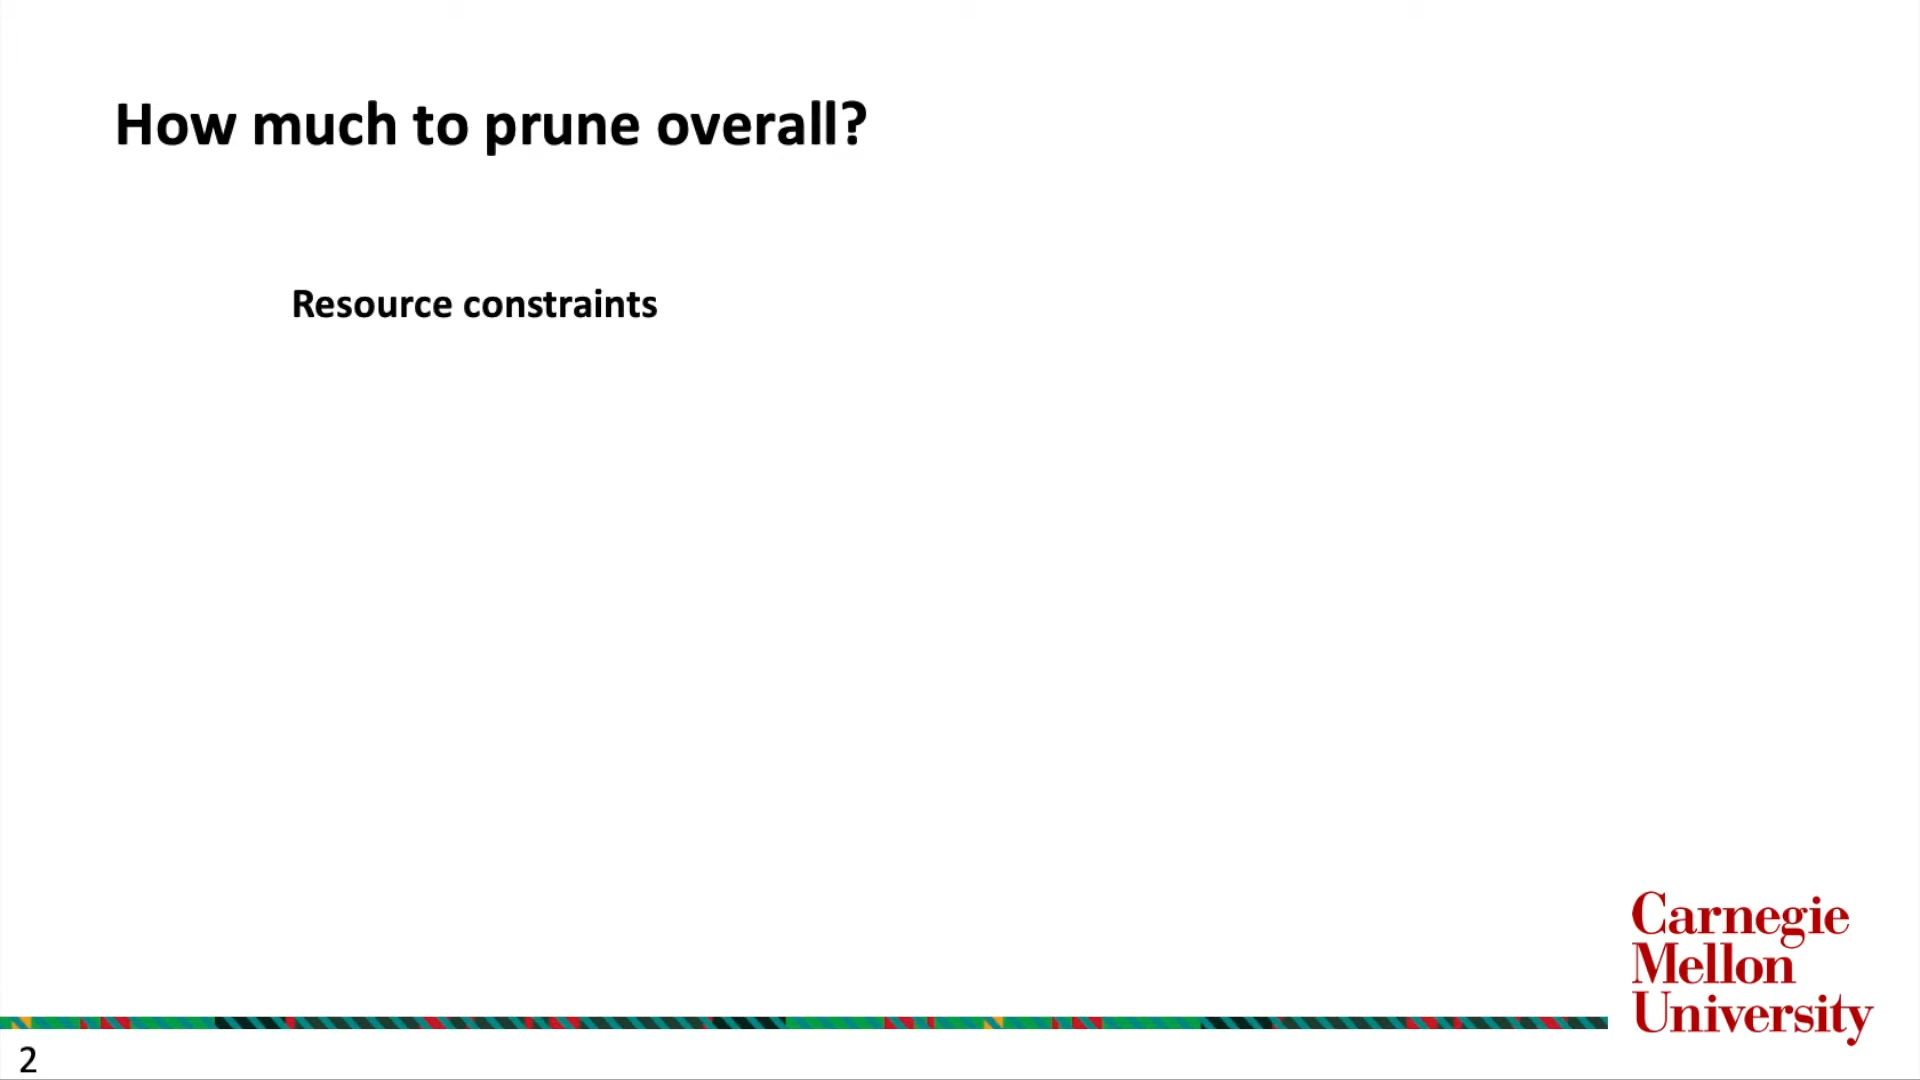 How much to prune overall?
Resource constraints
Carnegie
Mellon
University
2